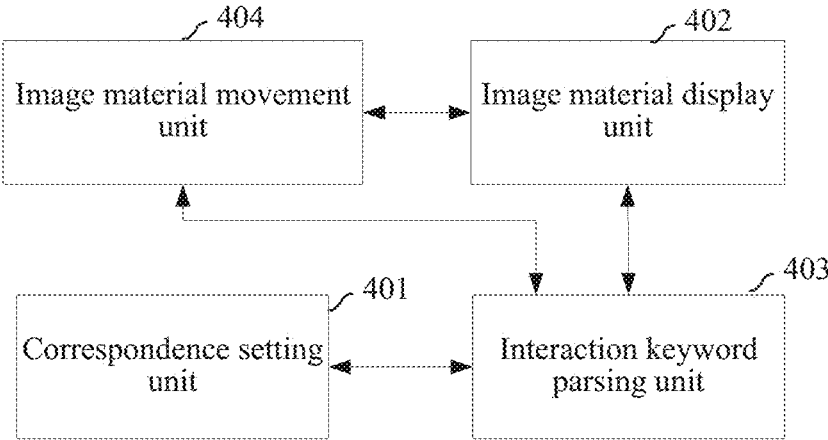 404
402
Image material movement
unit
Image material display
unit
401
403
Correspondence setting
unit
Interaction keyword
parsing unit